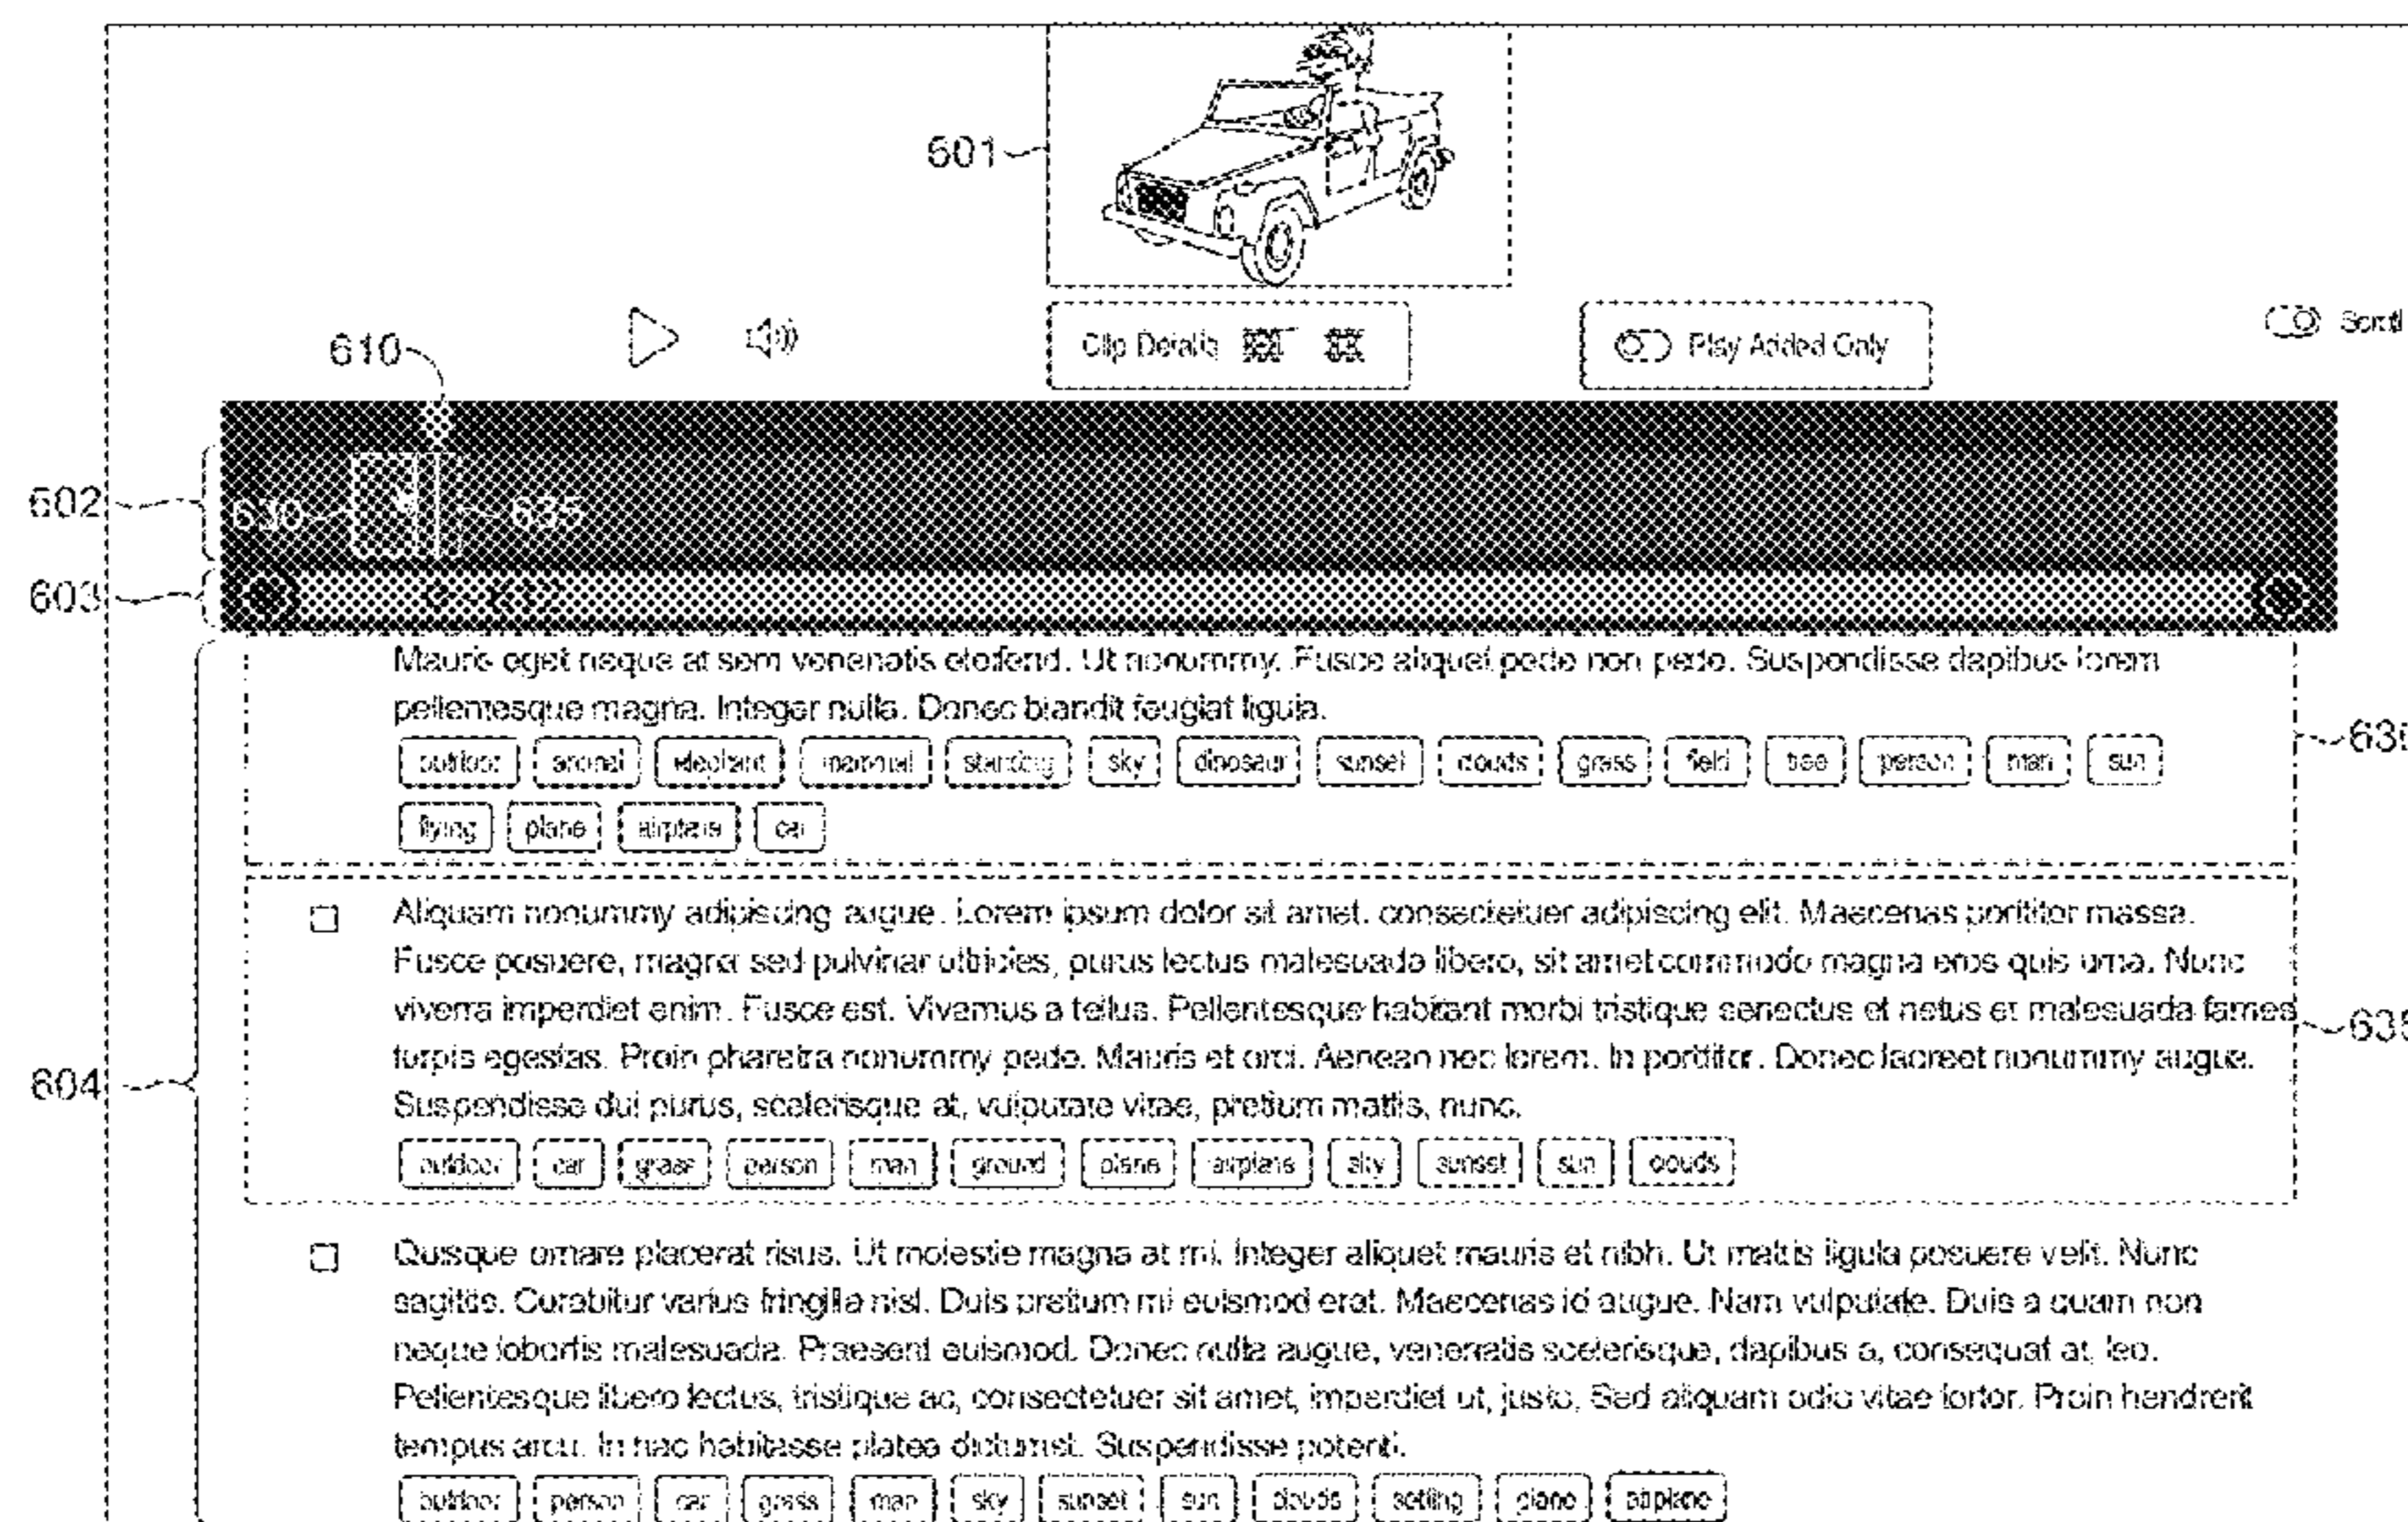 601
610
Clip Details
Play Added Only
Scroll
602
630
635
603
632
Mauris eget neque at sem venenatis eleifend. Ut nonummy. Fusce aliquet pede non pede. Suspendisse dapibus lorem
pellentesque magna. Integer nulla. Donec blandit feugiat ligula.
outdoor animal elephant mammal standing sky dinosaur sunset clouds grass field tree person man sun
flying plane airplane car
Aliquam nonummy adipiscing augue. Lorem ipsum dolor sit amet, consectetuer adipiscing elit. Maecenas porttitor massa.
Fusce posuere, magna sed pulvinar ultricies, purus lectus malesuada libero, sit amet commodo magna eros quis urna. Nunc
viverra imperdiet enim. Fusce est. Vivamus a tellus. Pellentesque habitant morbi tristique senectus et netus et malesuada fames
635
turpis egestas. Proin pharetra nonummy pede. Mauris et orci. Aenean nec lorem. In porttitor. Donec laoreet nonummy augue.
604
Suspendisse dui purus, scelerisque at, vulputate vitae, pretium mattis, nunc.
outdoor car grass person man ground plane airplane sky sunset sun clouds
Quisque ornare placerat risus. Ut molestie magna at mi. Integer aliquet mauris et nibh. Ut mattis ligula posuere velit. Nunc
sagittis. Curabitur varius fringilla nisl. Duis pretium mi euismod erat. Maecenas id augue. Nam vulputate. Duis a quam non
neque lobortis malesuada. Praesent euismod. Donec nulla augue, venenatis scelerisque, dapibus a, consequat at, leo.
Pellentesque libero lectus, tristique ac, consectetuer sit amet, imperdiet ut, justo. Sed aliquam odio vitae tortor. Proin hendrerit
tempus arcu. In hac habitasse platea dictumst. Suspendisse potenti.
outdoor person car grass man sky sunset sun clouds setting plane airplane